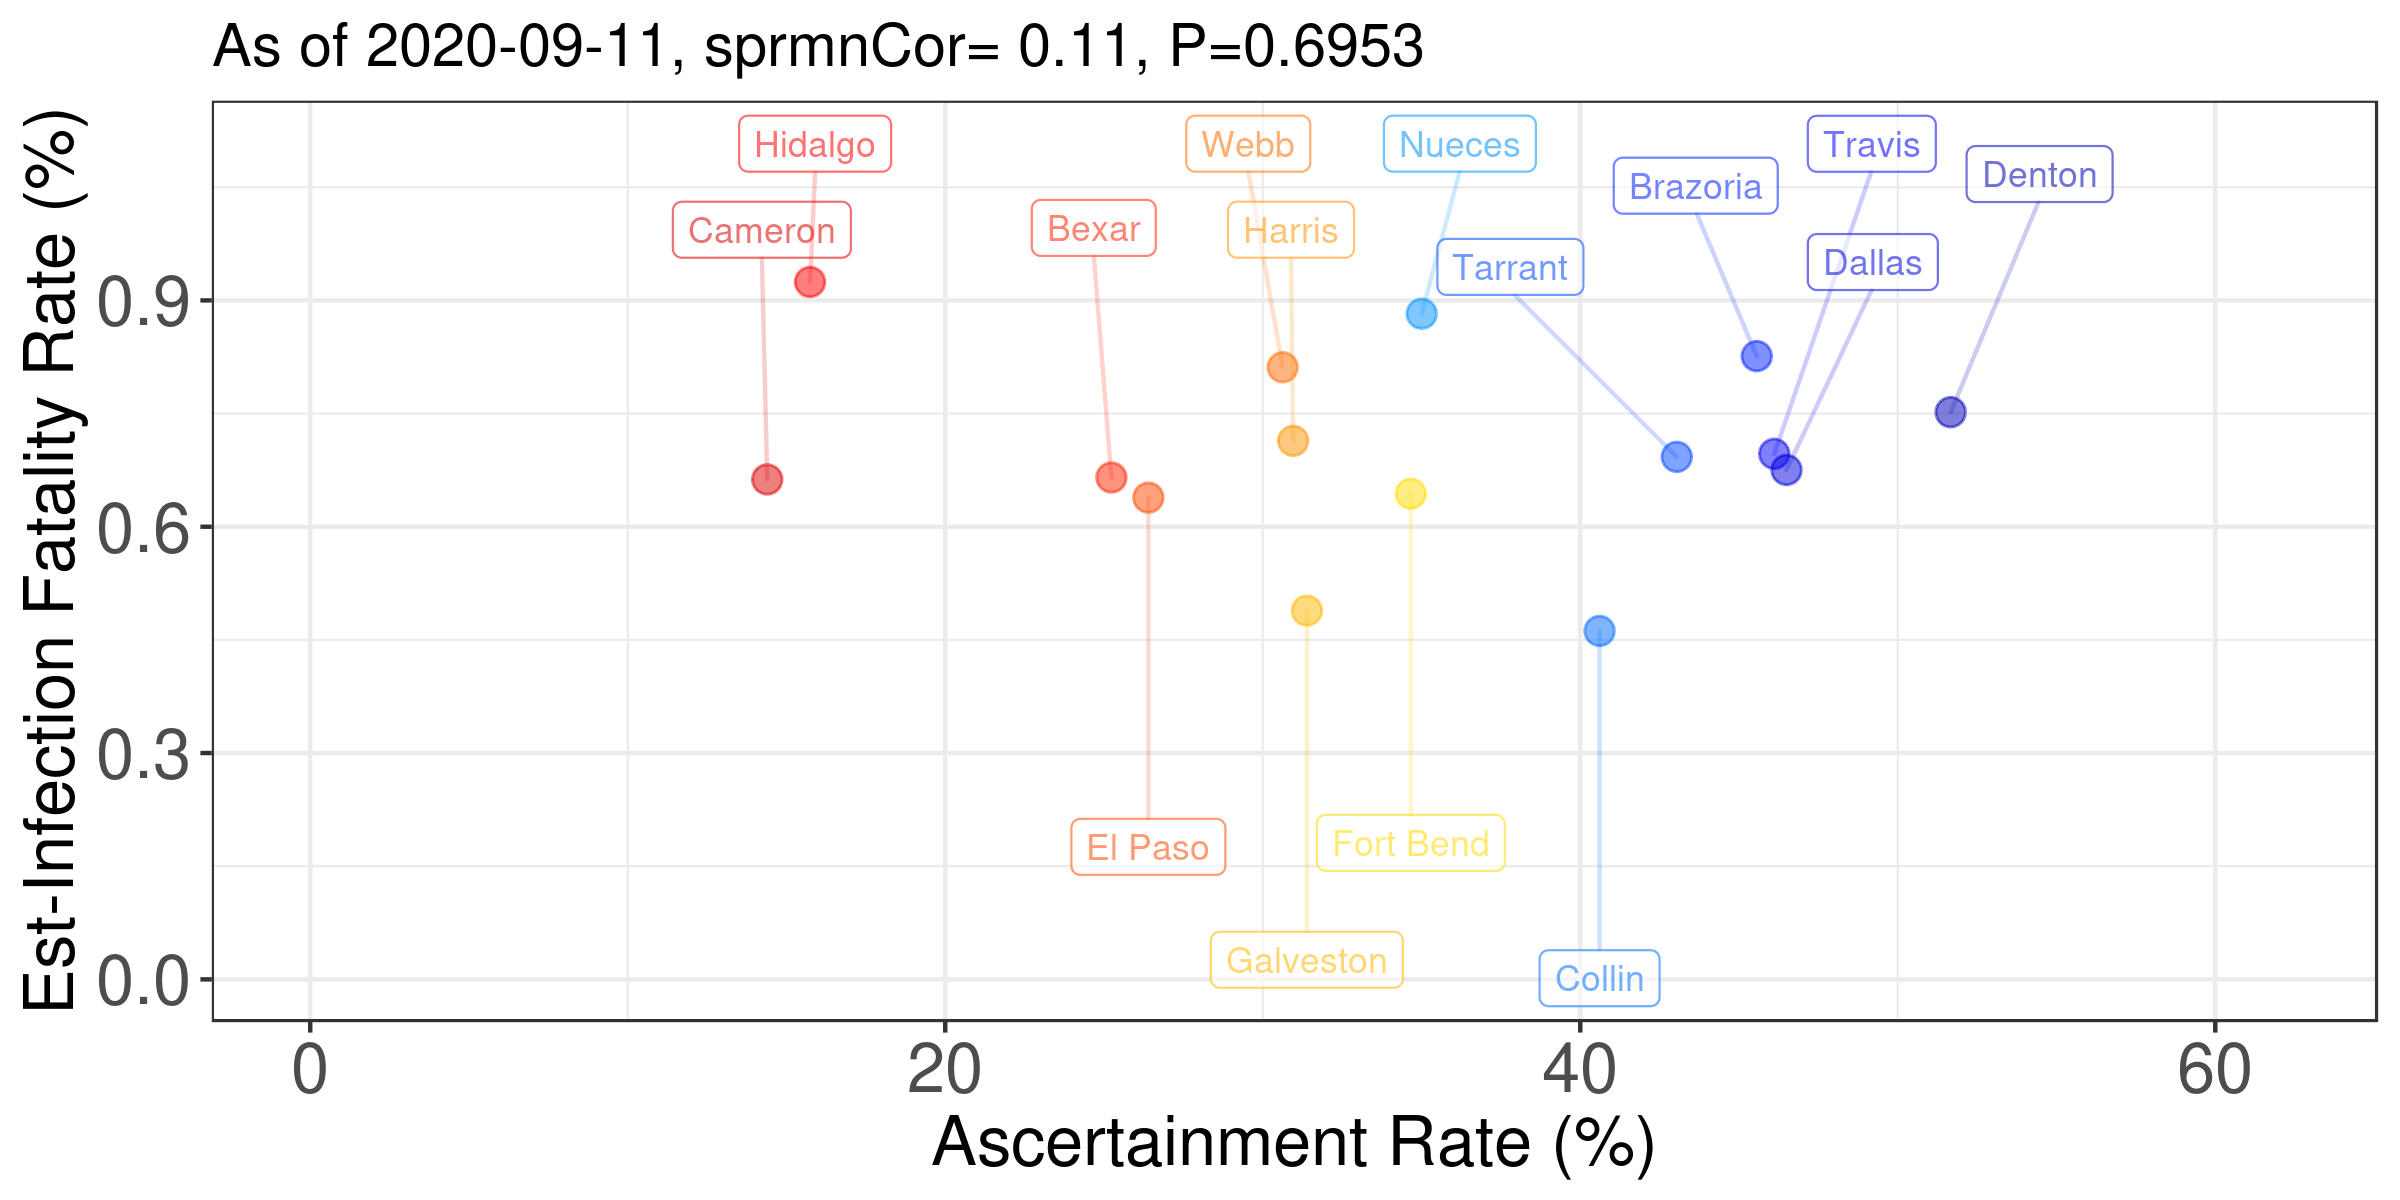 As of 2020-09-11, sprmnCor= 0.11, P=0.6953
Est-Infection Fatality Rate (%)
0.9
0.6
0.3
0.0
Hidalgo
Webb
Nueces
Travis
Denton
Brazoria
Cameron
Bexar
Harris
Tarrant
Dallas
El Paso
Fort Bend
Galveston
Collin
0
20
40
60
Ascertainment Rate (%)